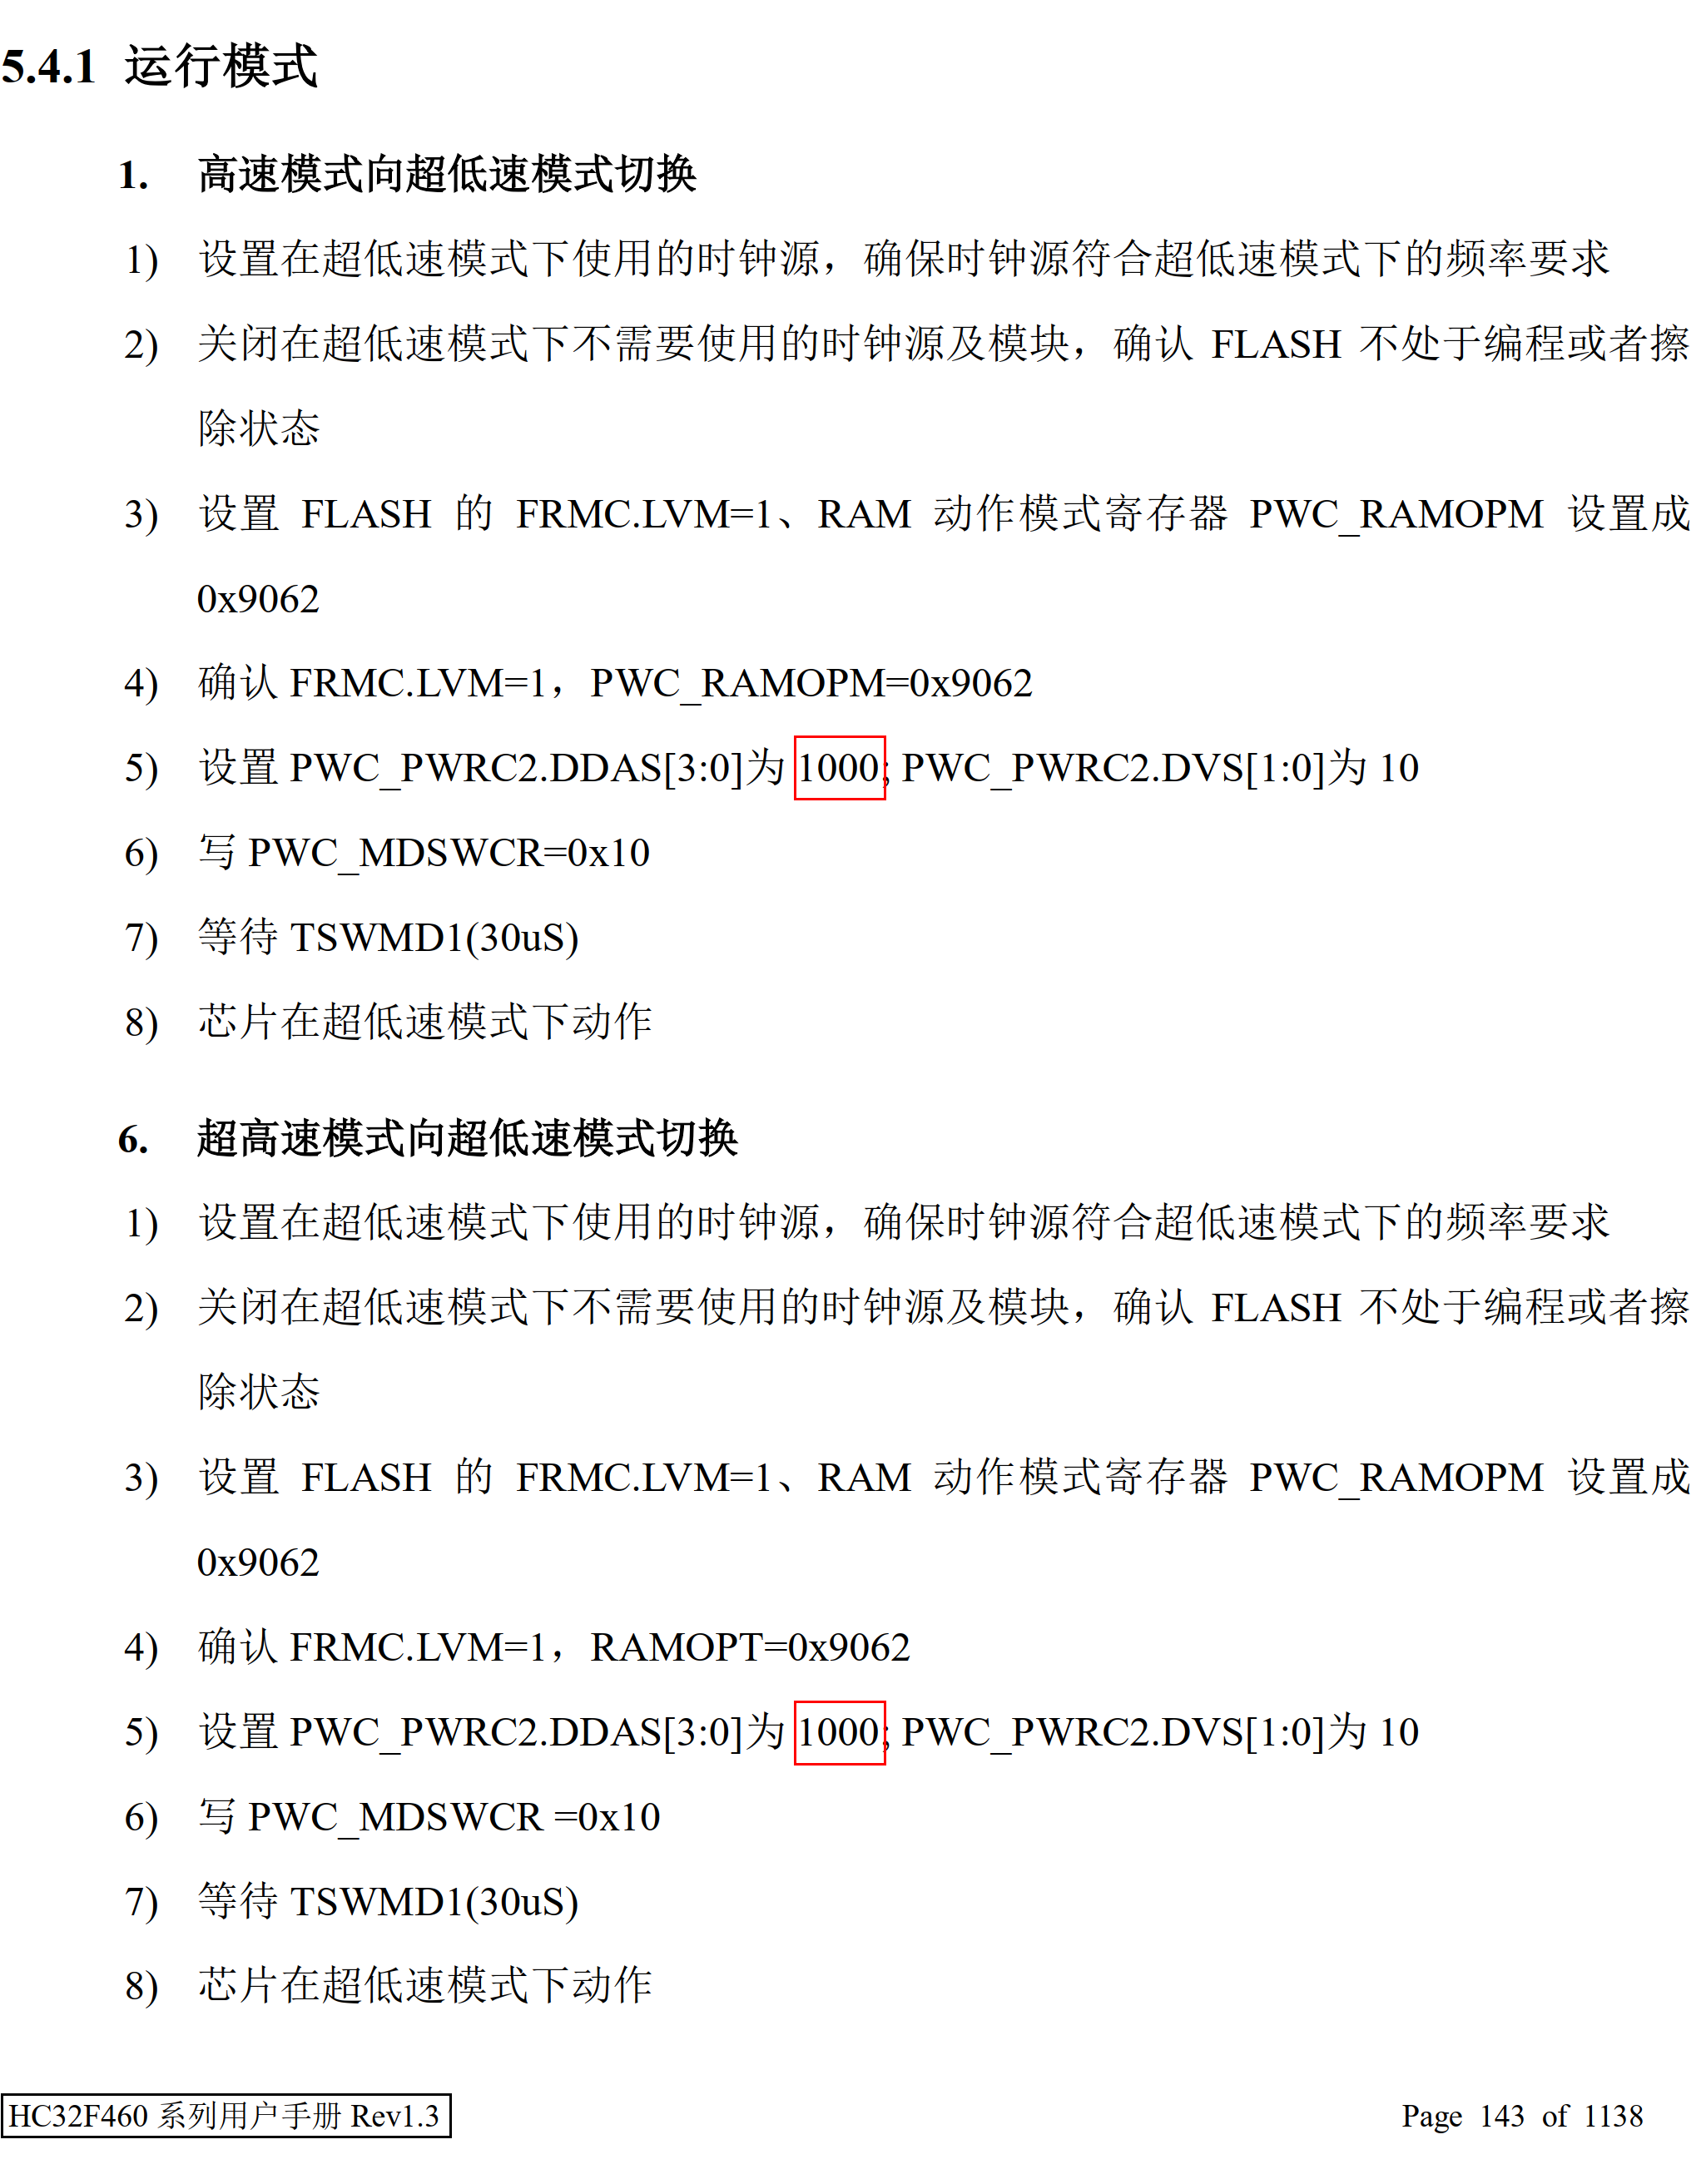 5.4.1 运行模式
1. 高速模式向超低速模式切换
1) 设置在超低速模式下使用的时钟源，确保时钟源符合超低速模式下的频率要求
2) 关闭在超低速模式下不需要使用的时钟源及模块，确认 FLASH 不处于编程或者擦
除状态
3) 设置 FLASH 的 FRMC.LVM=1、RAM 动作模式寄存器 PWC_RAMOPM 设置成
0x9062
4) 确认 FRMC.LVM=1，PWC_RAMOPM=0x9062
5) 设置 PWC_PWRC2.DDAS[3:0]为 1000; PWC_PWRC2.DVS[1:0]为 10
6) 写 PWC_MDSWCR=0x10
7) 等待 TSWMD1(30uS)
8) 芯片在超低速模式下动作
6. 超高速模式向超低速模式切换
1) 设置在超低速模式下使用的时钟源，确保时钟源符合超低速模式下的频率要求
2) 关闭在超低速模式下不需要使用的时钟源及模块，确认 FLASH 不处于编程或者擦
除状态
3) 设置 FLASH 的 FRMC.LVM=1、RAM 动作模式寄存器 PWC_RAMOPM 设置成
0x9062
4) 确认 FRMC.LVM=1，RAMOPT=0x9062
5) 设置 PWC_PWRC2.DDAS[3:0]为 1000; PWC_PWRC2.DVS[1:0]为 10
6) 写 PWC_MDSWCR =0x10
7) 等待 TSWMD1(30uS)
8) 芯片在超低速模式下动作
HC32F460 系列用户手册 Rev1.3 Page 143 of 1138